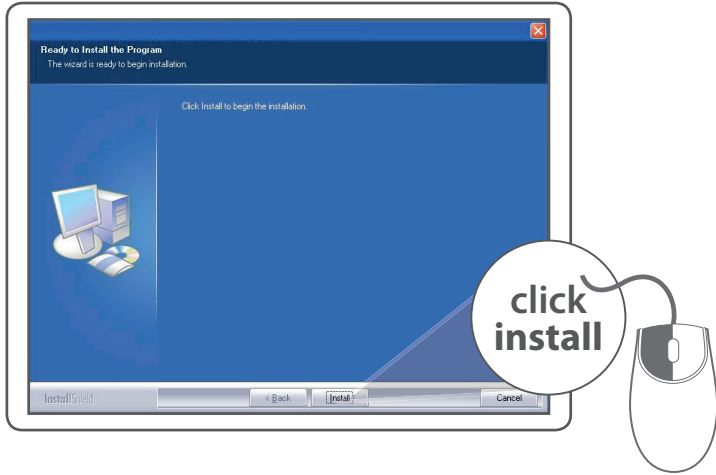 Ready to Install the Program
The wizard is ready to begin installation.
Click Install to begin the installation.
click
install
InstallShield
< Back
Install
Cancel